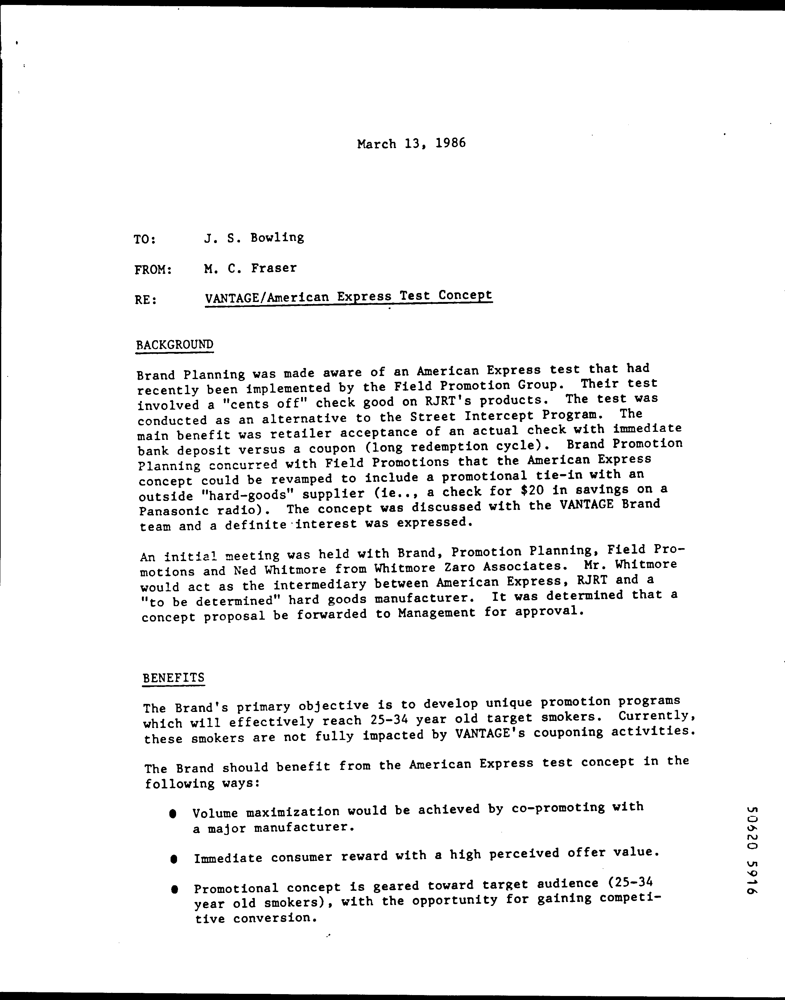 March 13, 1986
TO: J. S. Bowling
FROM: M. C. Fraser
RE: VANTAGE/American Express Test Concept
BACKGROUND
Brand Planning was made aware of an American Express test that had
recently been implemented by the Field Promotion Group. Their test
involved a "cents off" check good on RJRT's products. The test was
conducted as an alternative to the Street Intercept Program. The
main benefit was retailer acceptance of an actual check with immediate
bank deposit versus a coupon (long redemption cycle). Brand Promotion
Planning concurred with Field Promotions that the American Express
concept could be revamped to include a promotional tie-in with an
outside "hard-goods" supplier (ie.., a check for $20 in savings on a
Panasonic radio). The concept was discussed with the VANTAGE Brand
team and a definite interest was expressed.
An initial meeting was held with Brand, Promotion Planning, Field Pro-
motions and Ned Whitmore from Whitmore Zaro Associates. Mr. Whitmore
would act as the intermediary between American Express, RJRT and a
"to be determined" hard goods manufacturer. It was determined that a
concept proposal be forwarded to Management for approval.
BENEFITS
The Brand's primary objective is to develop unique promotion programs
which will effectively reach 25-34 year old target smokers. Currently,
these smokers are not fully impacted by VANTAGE's couponing activities.
The Brand should benefit from the American Express test concept in the
following ways:
● Volume maximization would be achieved by co-promoting with
a major manufacturer.
● Immediate consumer reward with a high perceived offer value.
● Promotional concept is geared toward target audience (25-34
year old smokers), with the opportunity for gaining competi-
tive conversion.
50620 5916